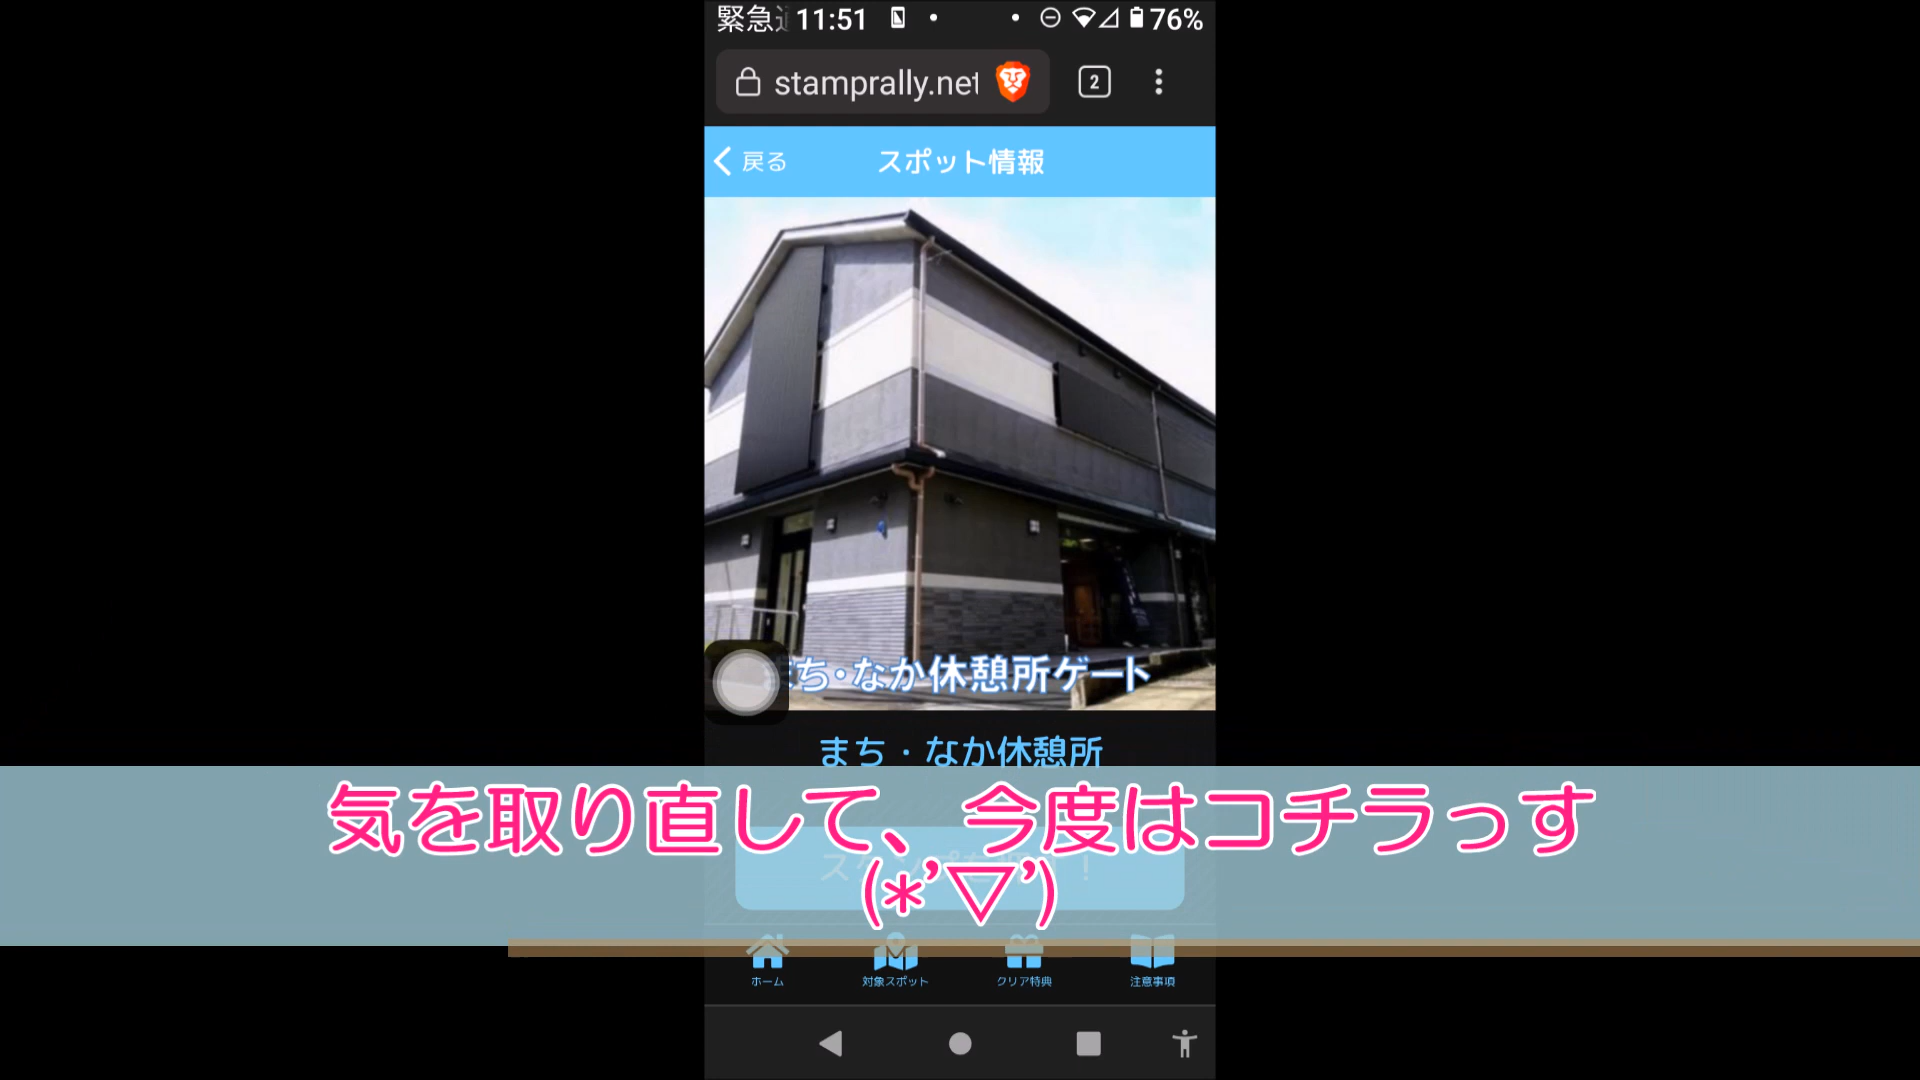 緊急 11:51 76%
stamprally.net 2
戻る スポット情報
まち・なか休憩所ゲート
まち・なか休憩所
気を取り直して、今度はコチラっす
(*’▽’)
ホーム 対象スポット クリア特典 注意事項